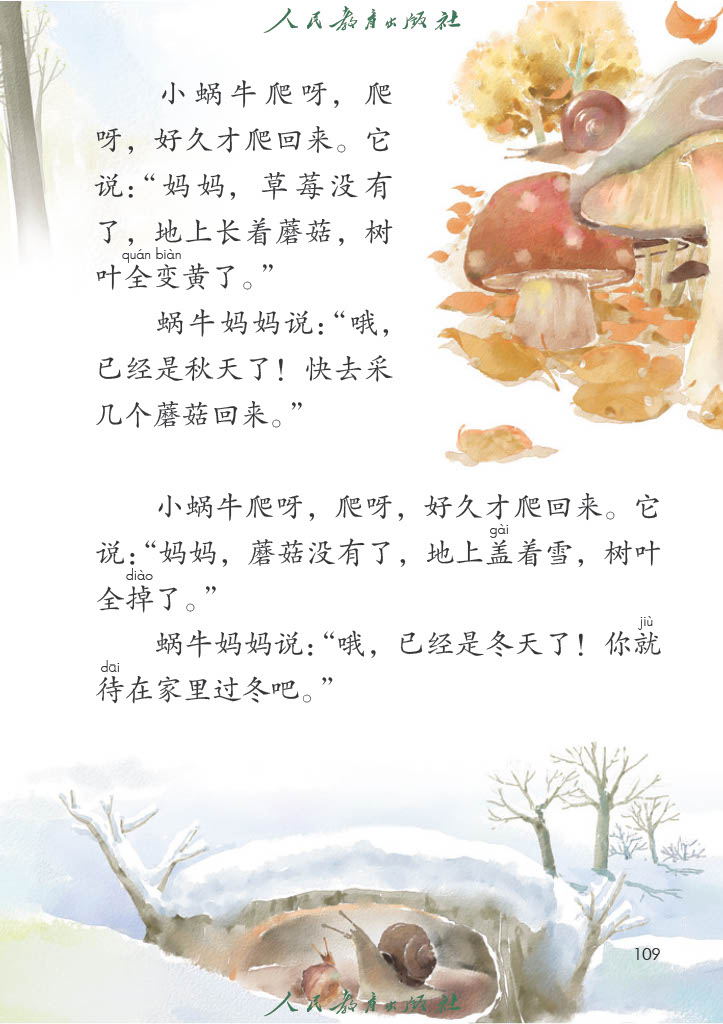 人民教育出版社
小蜗牛爬呀，爬
呀，好久才爬回来。它
说：“妈妈，草莓没有
了，地上长着蘑菇，树
quán biàn
叶全变黄了。”
蜗牛妈妈说：“哦，
已经是秋天了！快去采
几个蘑菇回来。”
小蜗牛爬呀，爬呀，好久才爬回来。它
gài
说：“妈妈，蘑菇没有了，地上盖着雪，树叶
diào
全掉了。”
jiù
蜗牛妈妈说：“哦，已经是冬天了！你就
dāi
待在家里过冬吧。”
109
人民教育出版社